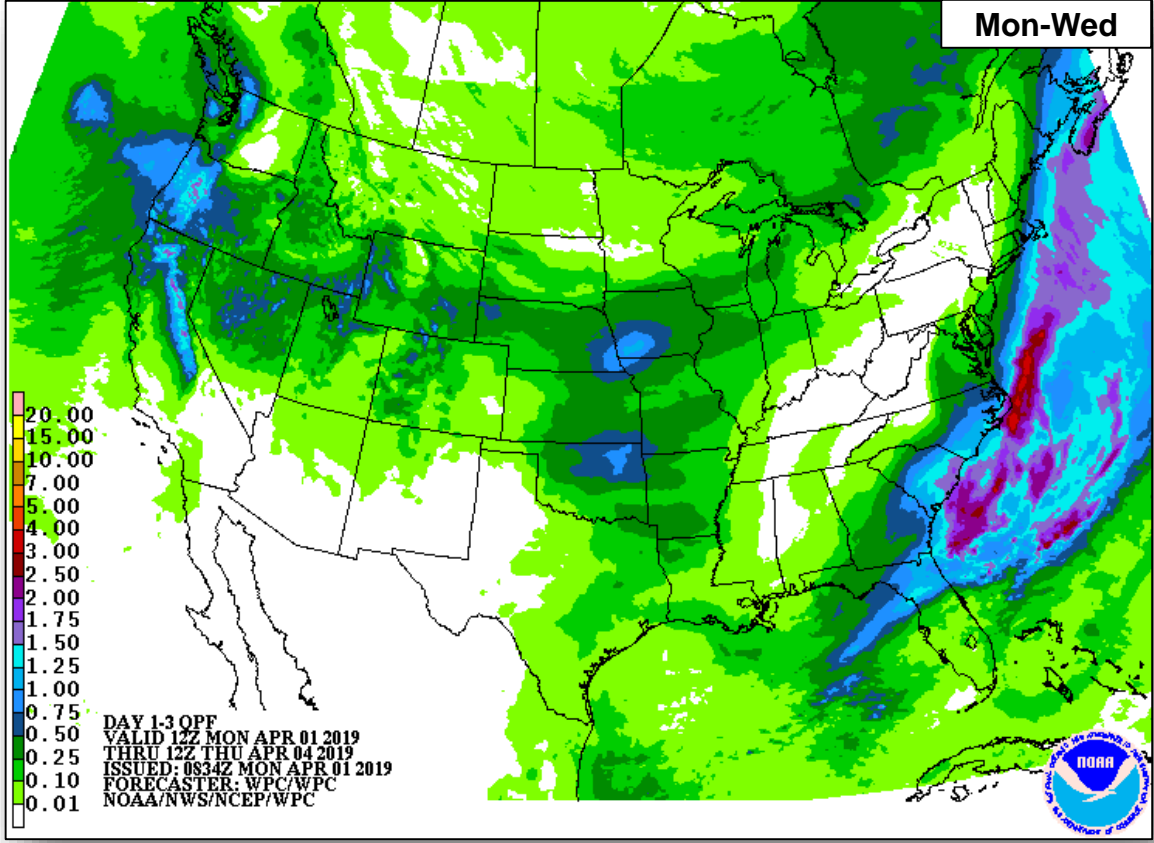 Mon-Wed
20.00
15.00
10.00
7.00
5.00
4.00
3.00
2.50
2.00
1.75
1.50
1.25
1.00
0.75
0.50
0.25
0.10
0.01
DAY 1-3 QPF
VALID 12Z MON APR 01 2019
THRU 12Z THU APR 04 2019
ISSUED: 0834Z MON APR 01 2019
FORECASTER: WPC/WPC
NOAA/NWS/NCEP/WPC
NOAA